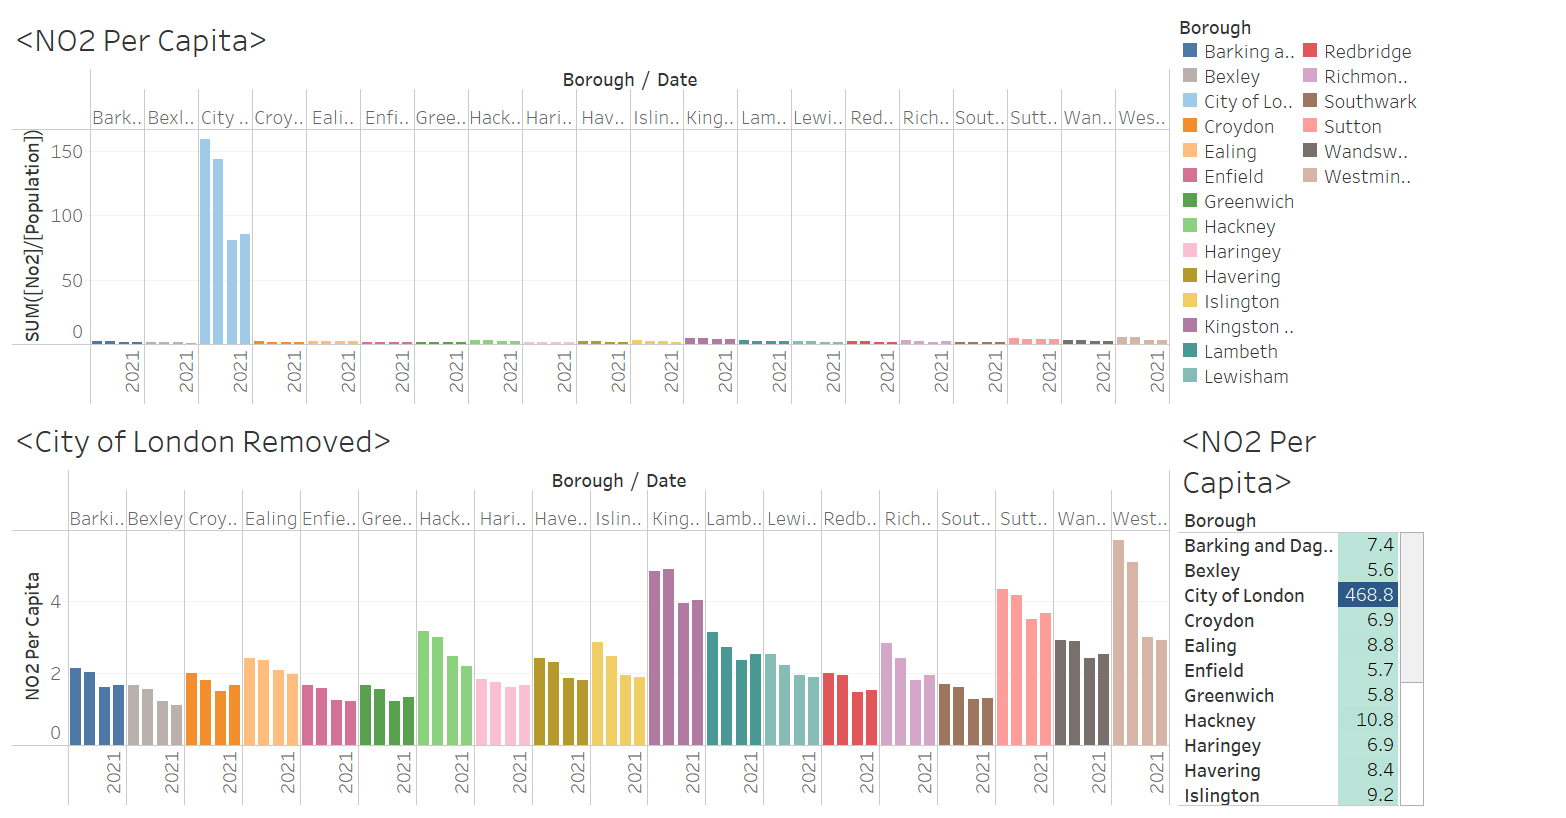 <NO2 Per Capita>
Borough / Date
Bark.. Bexl.. City .. Croy.. Eali.. Enfi.. Gree.. Hack.. Hari.. Hav.. Islin.. King.. Lam.. Lewi.. Red.. Rich.. Sout.. Sutt.. Wan.. Wes..
SUM([No2]/[Population])
150
100
50
0
2021 2021 2021 2021 2021 2021 2021 2021 2021 2021 2021 2021 2021 2021 2021 2021 2021 2021 2021 2021
Borough
Barking a.. Redbridge
Bexley Richmon..
City of Lo.. Southwark
Croydon Sutton
Ealing Wandsw..
Enfield Westmin..
Greenwich
Hackney
Haringey
Havering
Islington
Kingston ..
Lambeth
Lewisham
<City of London Removed>
Borough / Date
Barki.. Bexley Croy.. Ealing Enfie.. Gree.. Hack.. Hari.. Have.. Islin.. King.. Lamb.. Lewi.. Redb.. Rich.. Sout.. Sutt.. Wan.. West..
NO2 Per Capita
4
2
0
2021 2021 2021 2021 2021 2021 2021 2021 2021 2021 2021 2021 2021 2021 2021 2021 2021 2021 2021
<NO2 Per
Capita>
Borough
Barking and Dag.. 7.4
Bexley 5.6
City of London 468.8
Croydon 6.9
Ealing 8.8
Enfield 5.7
Greenwich 5.8
Hackney 10.8
Haringey 6.9
Havering 8.4
Islington 9.2